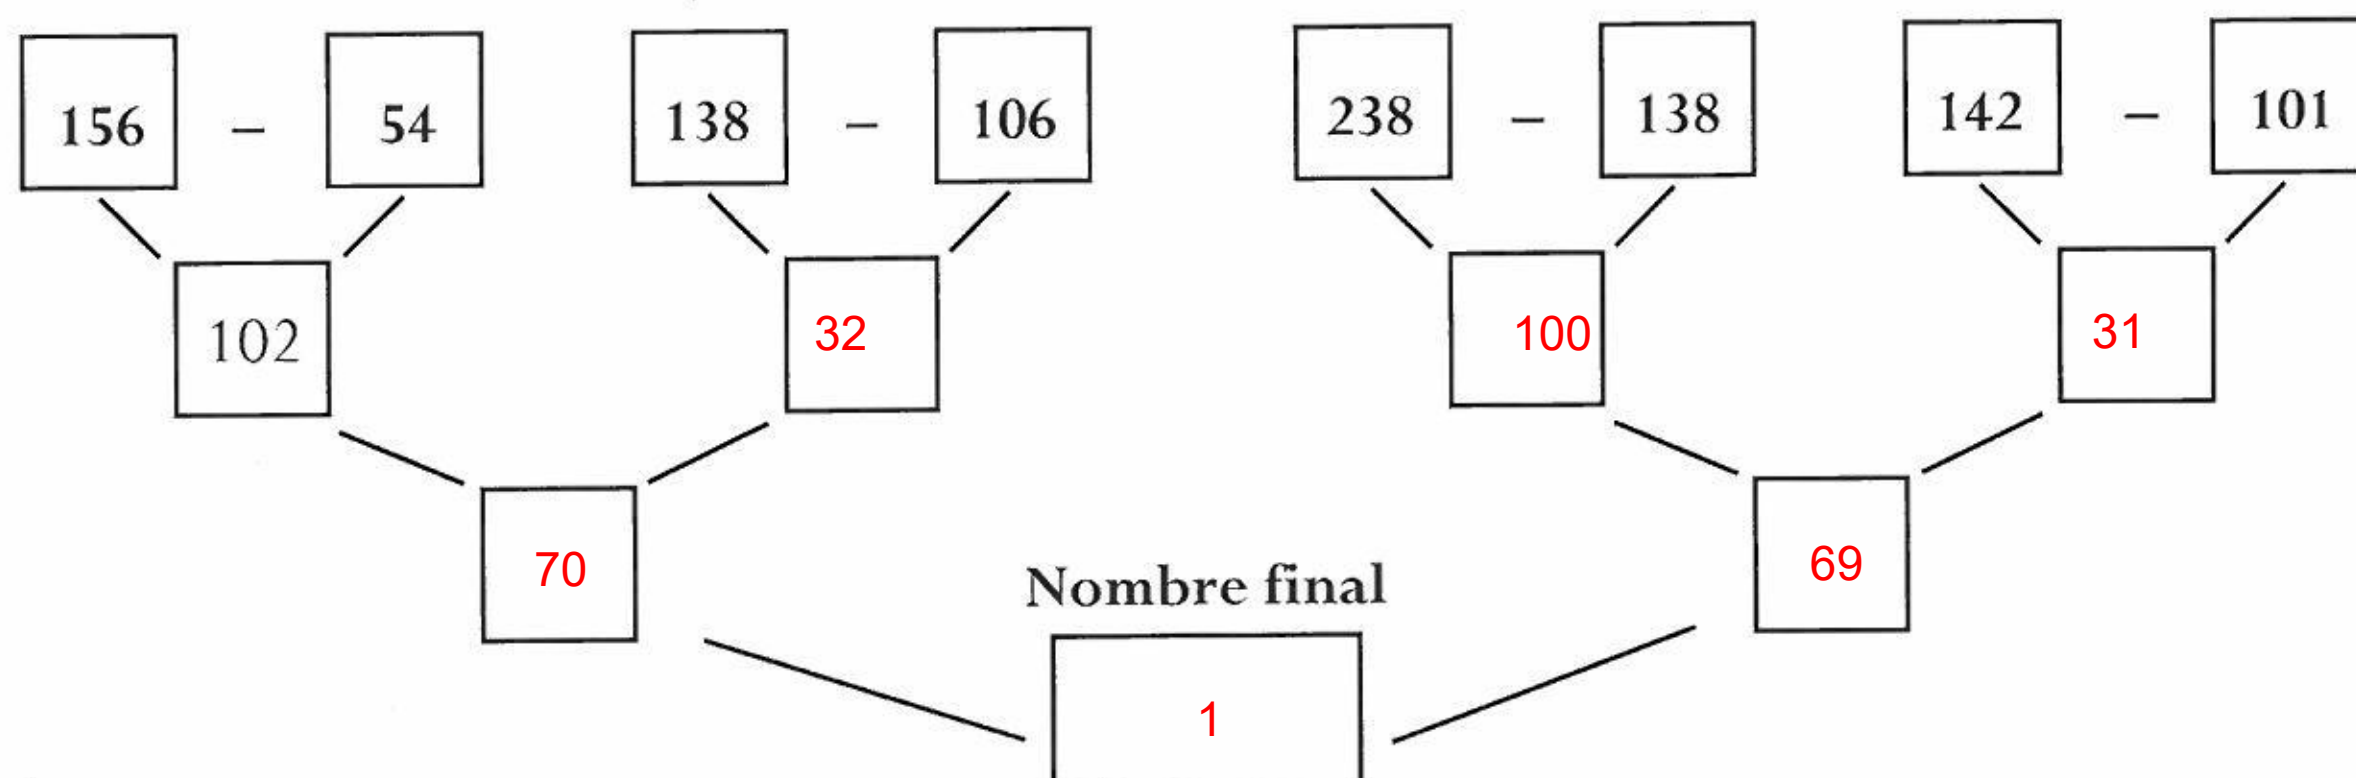 156 – 54 138 – 106 238 – 138 142 – 101
102 32 100 31
70 69
Nombre final
1